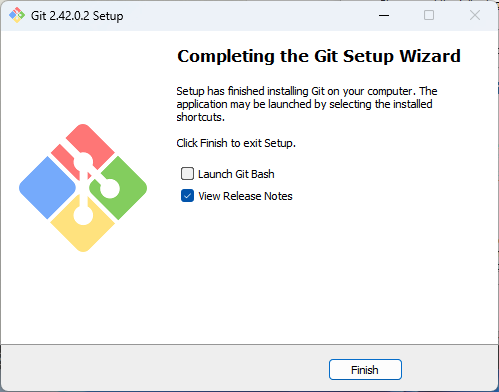 Git 2.42.0.2 Setup
Completing the Git Setup Wizard
Setup has finished installing Git on your computer. The
application may be launched by selecting the installed
shortcuts.
Click Finish to exit Setup.
Launch Git Bash
View Release Notes
Finish